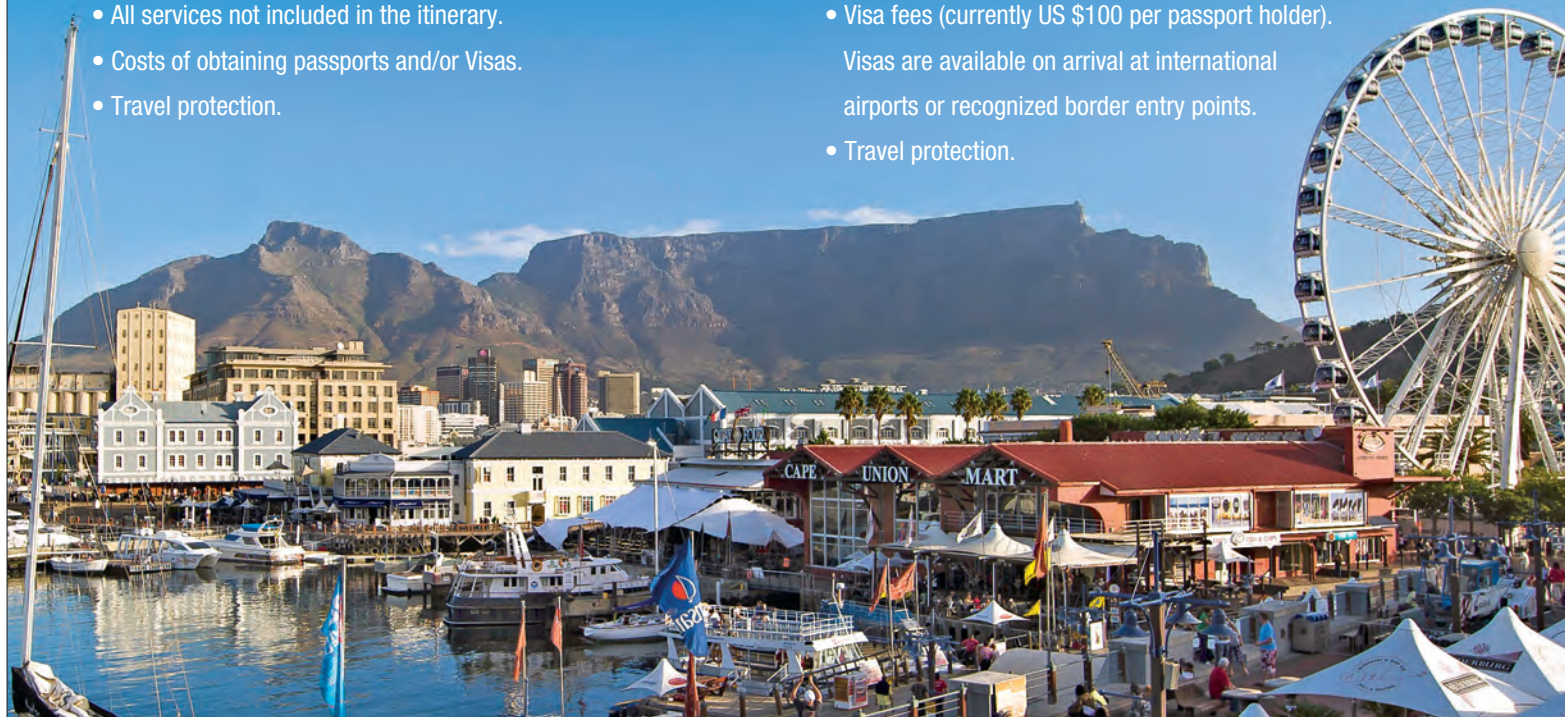 • All services not included in the itinerary.
• Costs of obtaining passports and/or Visas.
• Travel protection.
• Visa fees (currently US $100 per passport holder).
Visas are available on arrival at international
airports or recognized border entry points.
• Travel protection.
CAPE UNION MART
FISH & CHIPS